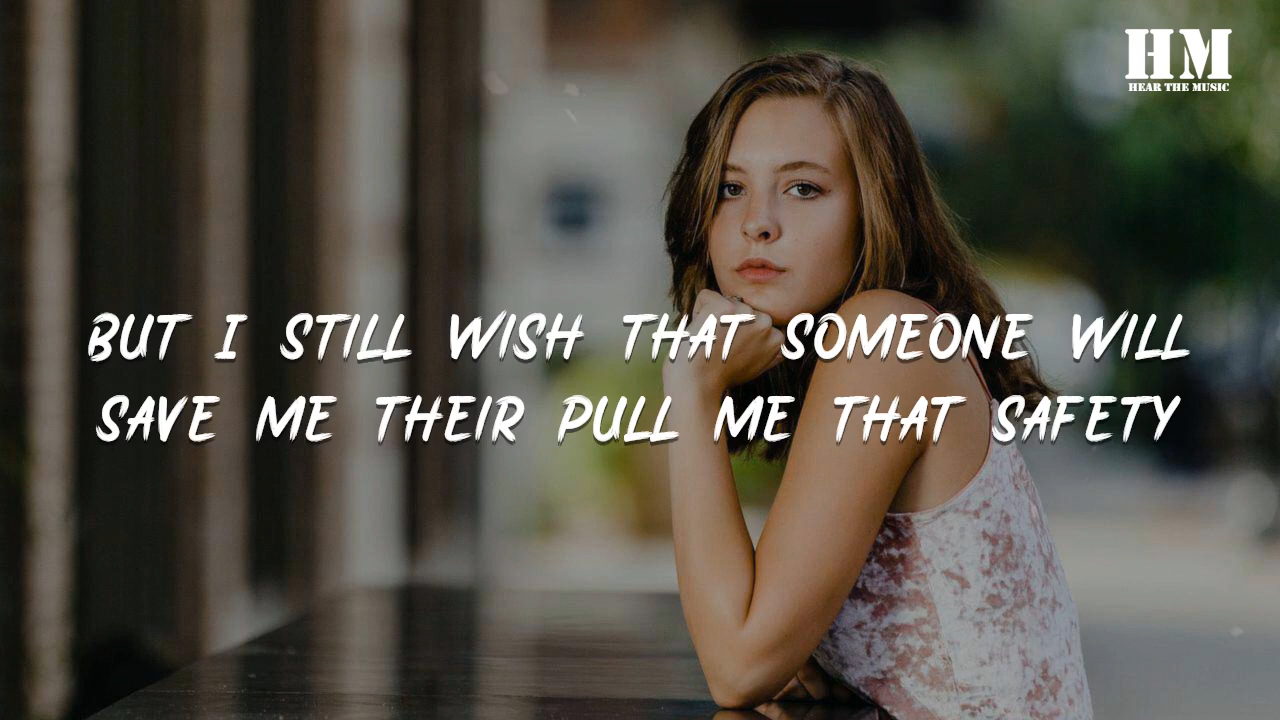 HM
HEAR THE MUSIC
BUT I STILL WISH THAT SOMEONE WILL
SAVE ME THEIR PULL ME THAT SAFETY